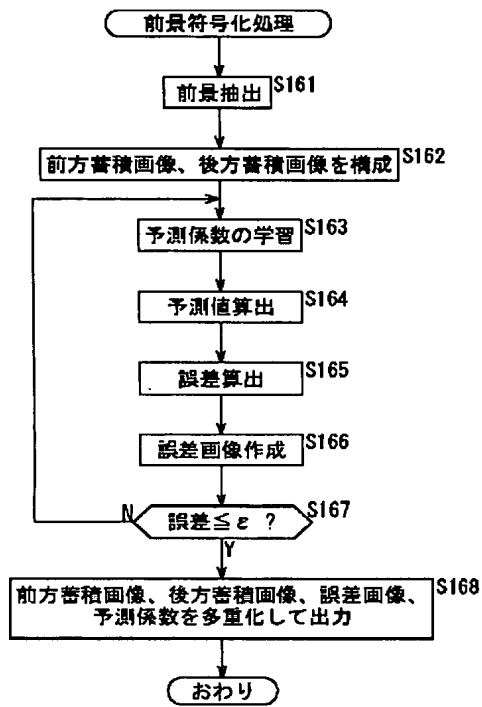 前景符号化処理
前景抽出
S161
前方蓄積画像、後方蓄積画像を構成
S162
予測係数の学習
S163
予測値算出
S164
誤差算出
S165
誤差画像作成
S166
誤差≦ε ?
S167
N
Y
前方蓄積画像、後方蓄積画像、誤差画像、
予測係数を多重化して出力
S168
おわり